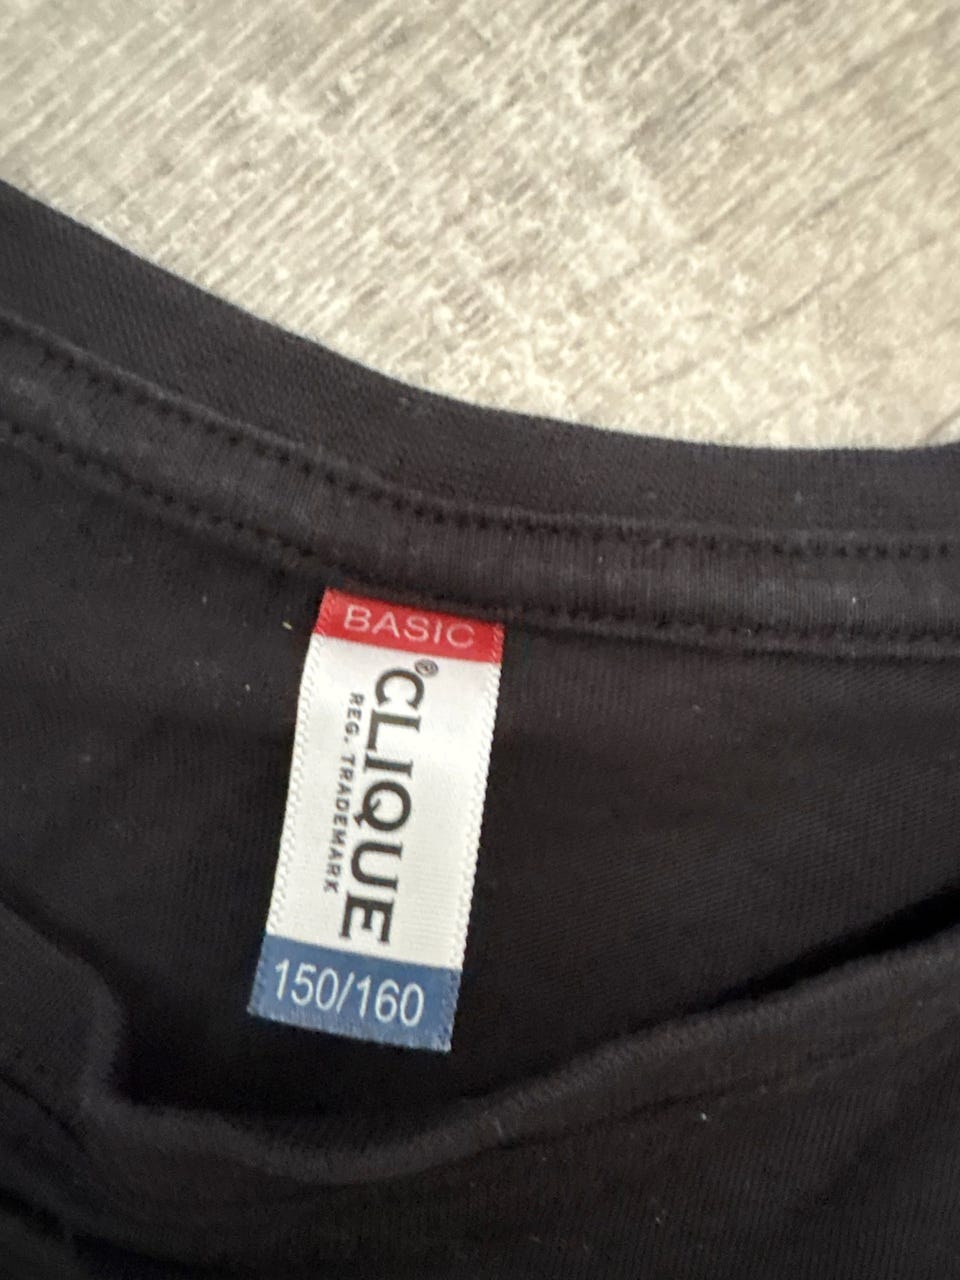 BASIC
CLIQUE®
REG. TRADEMARK
150/160